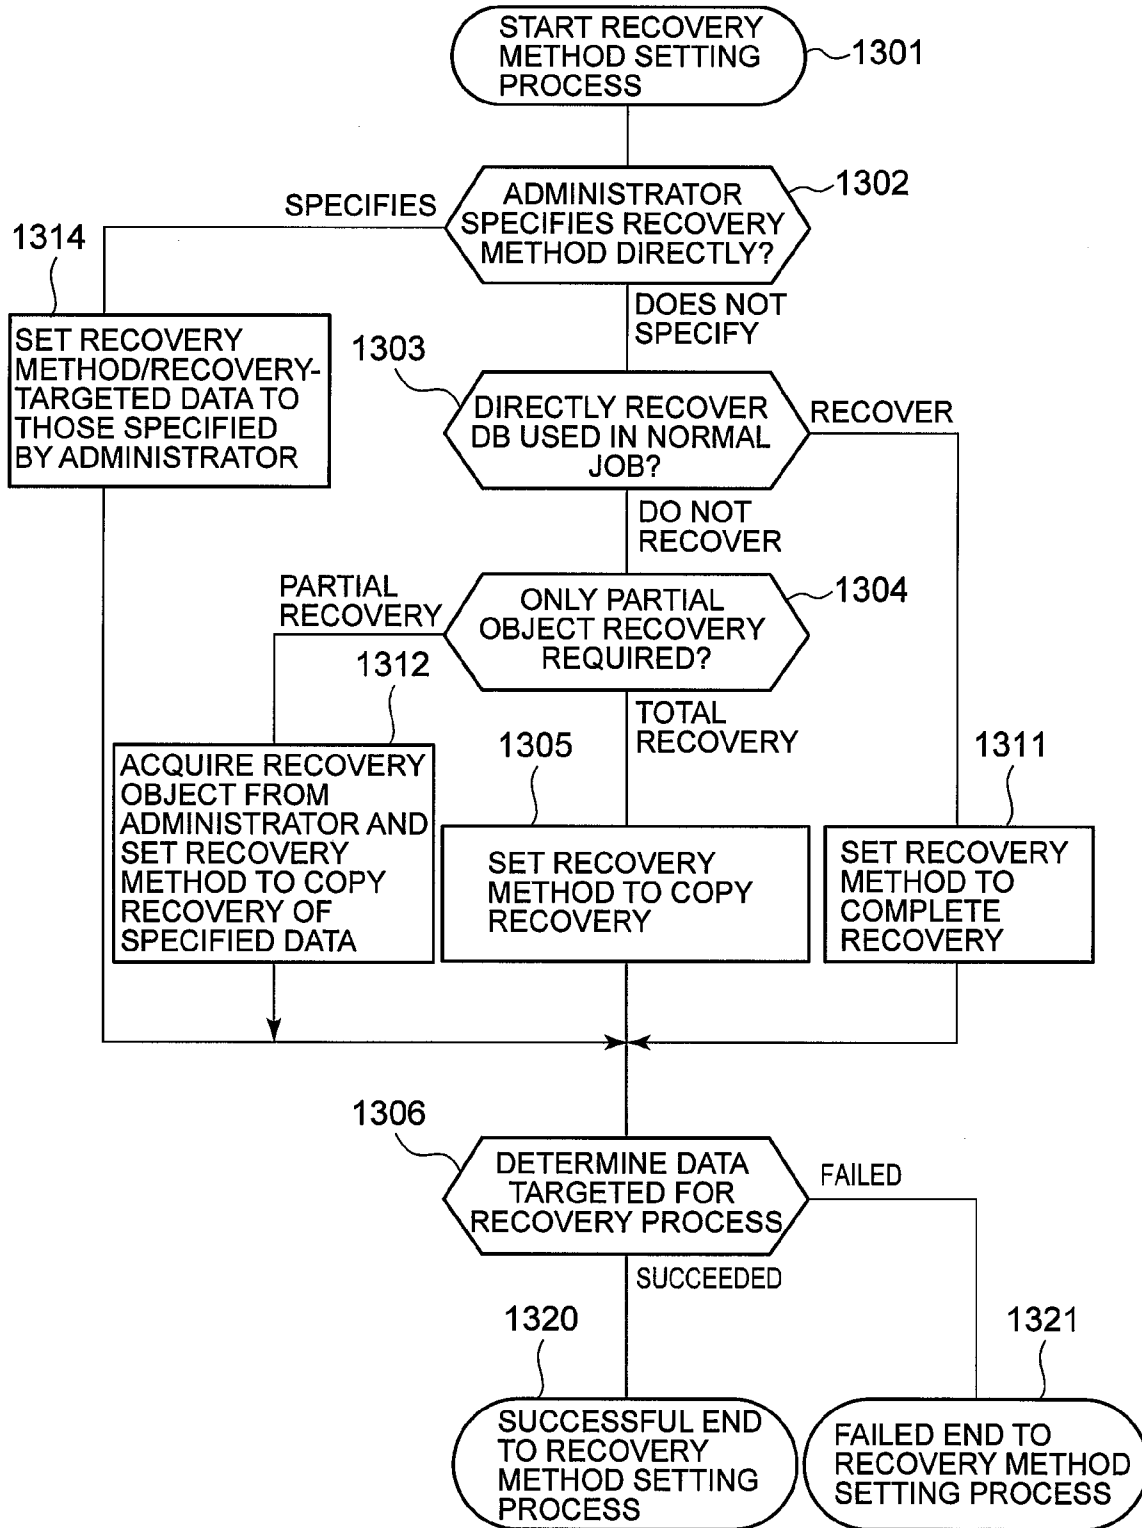 START RECOVERY
METHOD SETTING
PROCESS
1301
ADMINISTRATOR
SPECIFIES RECOVERY
METHOD DIRECTLY?
1302
SPECIFIES
1314
DOES NOT
SPECIFY
SET RECOVERY
METHOD/RECOVERY-
TARGETED DATA TO
THOSE SPECIFIED
BY ADMINISTRATOR
1303
DIRECTLY RECOVER
DB USED IN NORMAL
JOB?
RECOVER
DO NOT
RECOVER
PARTIAL
RECOVERY
ONLY PARTIAL
OBJECT RECOVERY
REQUIRED?
1304
1312
TOTAL
RECOVERY
1305
1311
ACQUIRE RECOVERY
OBJECT FROM
ADMINISTRATOR AND
SET RECOVERY
METHOD TO COPY
RECOVERY OF
SPECIFIED DATA
SET RECOVERY
METHOD TO COPY
RECOVERY
SET RECOVERY
METHOD TO
COMPLETE
RECOVERY
1306
DETERMINE DATA
TARGETED FOR
RECOVERY PROCESS
FAILED
SUCCEEDED
1320
1321
SUCCESSFUL END
TO RECOVERY
METHOD SETTING
PROCESS
FAILED END TO
RECOVERY METHOD
SETTING PROCESS